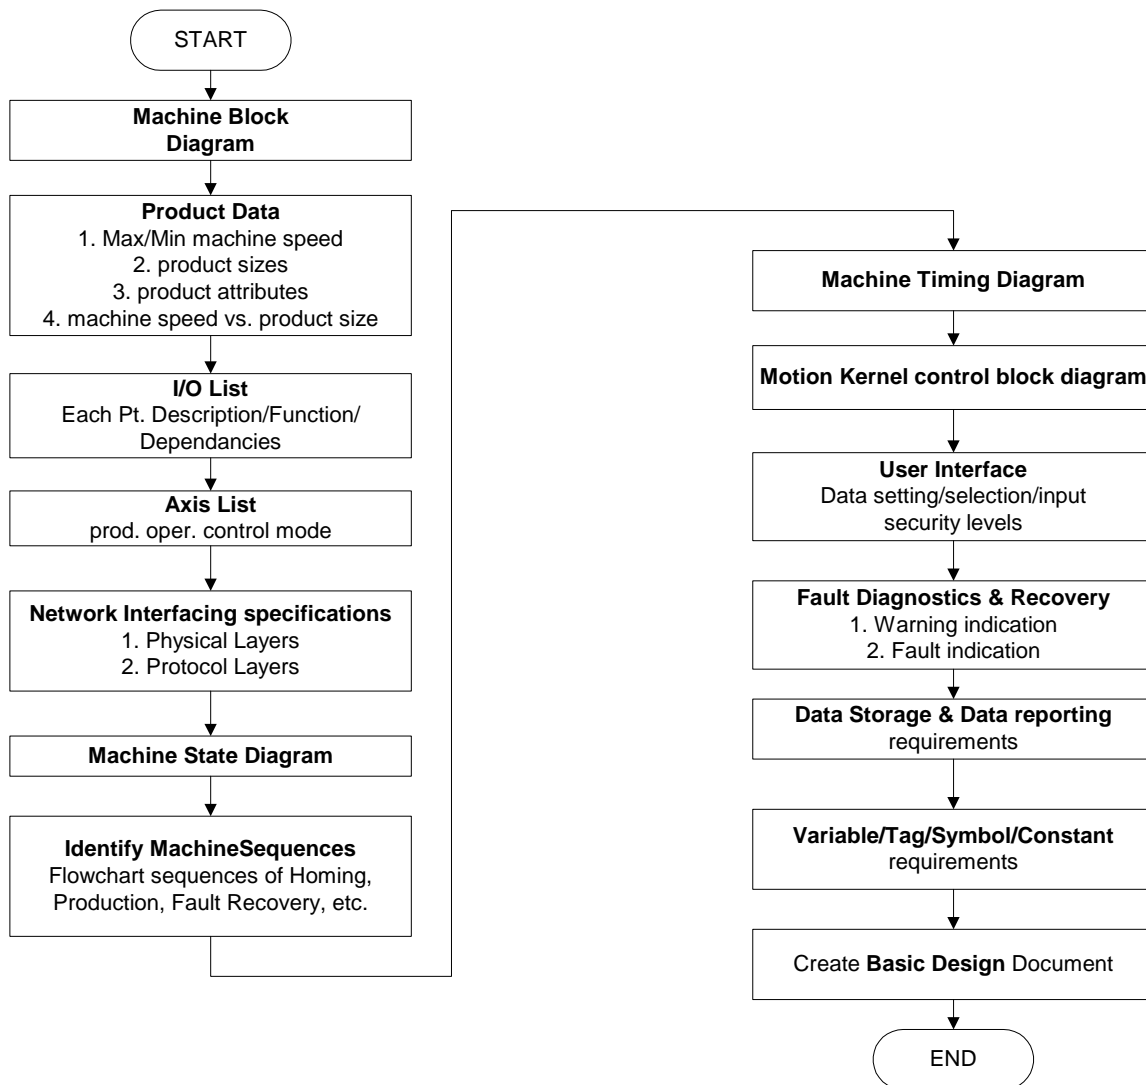 START
Machine Block
Diagram
Product Data
1. Max/Min machine speed
2. product sizes
3. product attributes
4. machine speed vs. product size
I/O List
Each Pt. Description/Function/
Dependancies
Axis List
prod. oper. control mode
Network Interfacing specifications
1. Physical Layers
2. Protocol Layers
Machine State Diagram
Identify MachineSequences
Flowchart sequences of Homing,
Production, Fault Recovery, etc.
Machine Timing Diagram
Motion Kernel control block diagram
User Interface
Data setting/selection/input
security levels
Fault Diagnostics & Recovery
1. Warning indication
2. Fault indication
Data Storage & Data reporting
requirements
Variable/Tag/Symbol/Constant
requirements
Create Basic Design Document
END